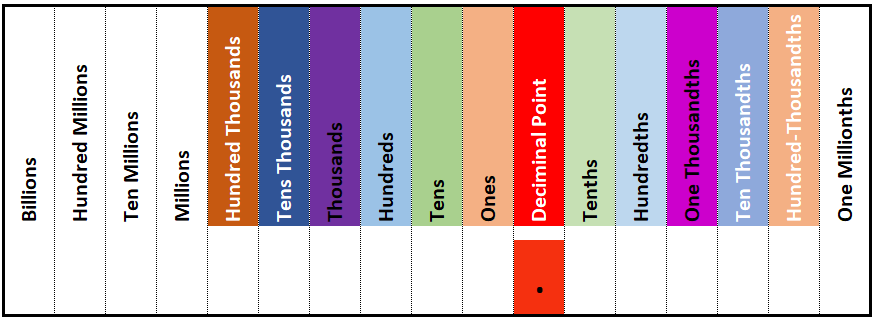 Billions
Hundred Millions
Ten Millions
Millions
Hundred Thousands
Tens Thousands
Thousands
Hundreds
Tens
Ones
Deciminal Point
Tenths
Hundredths
One Thousandths
Ten Thousandths
Hundred-Thousandths
One Millionths
.